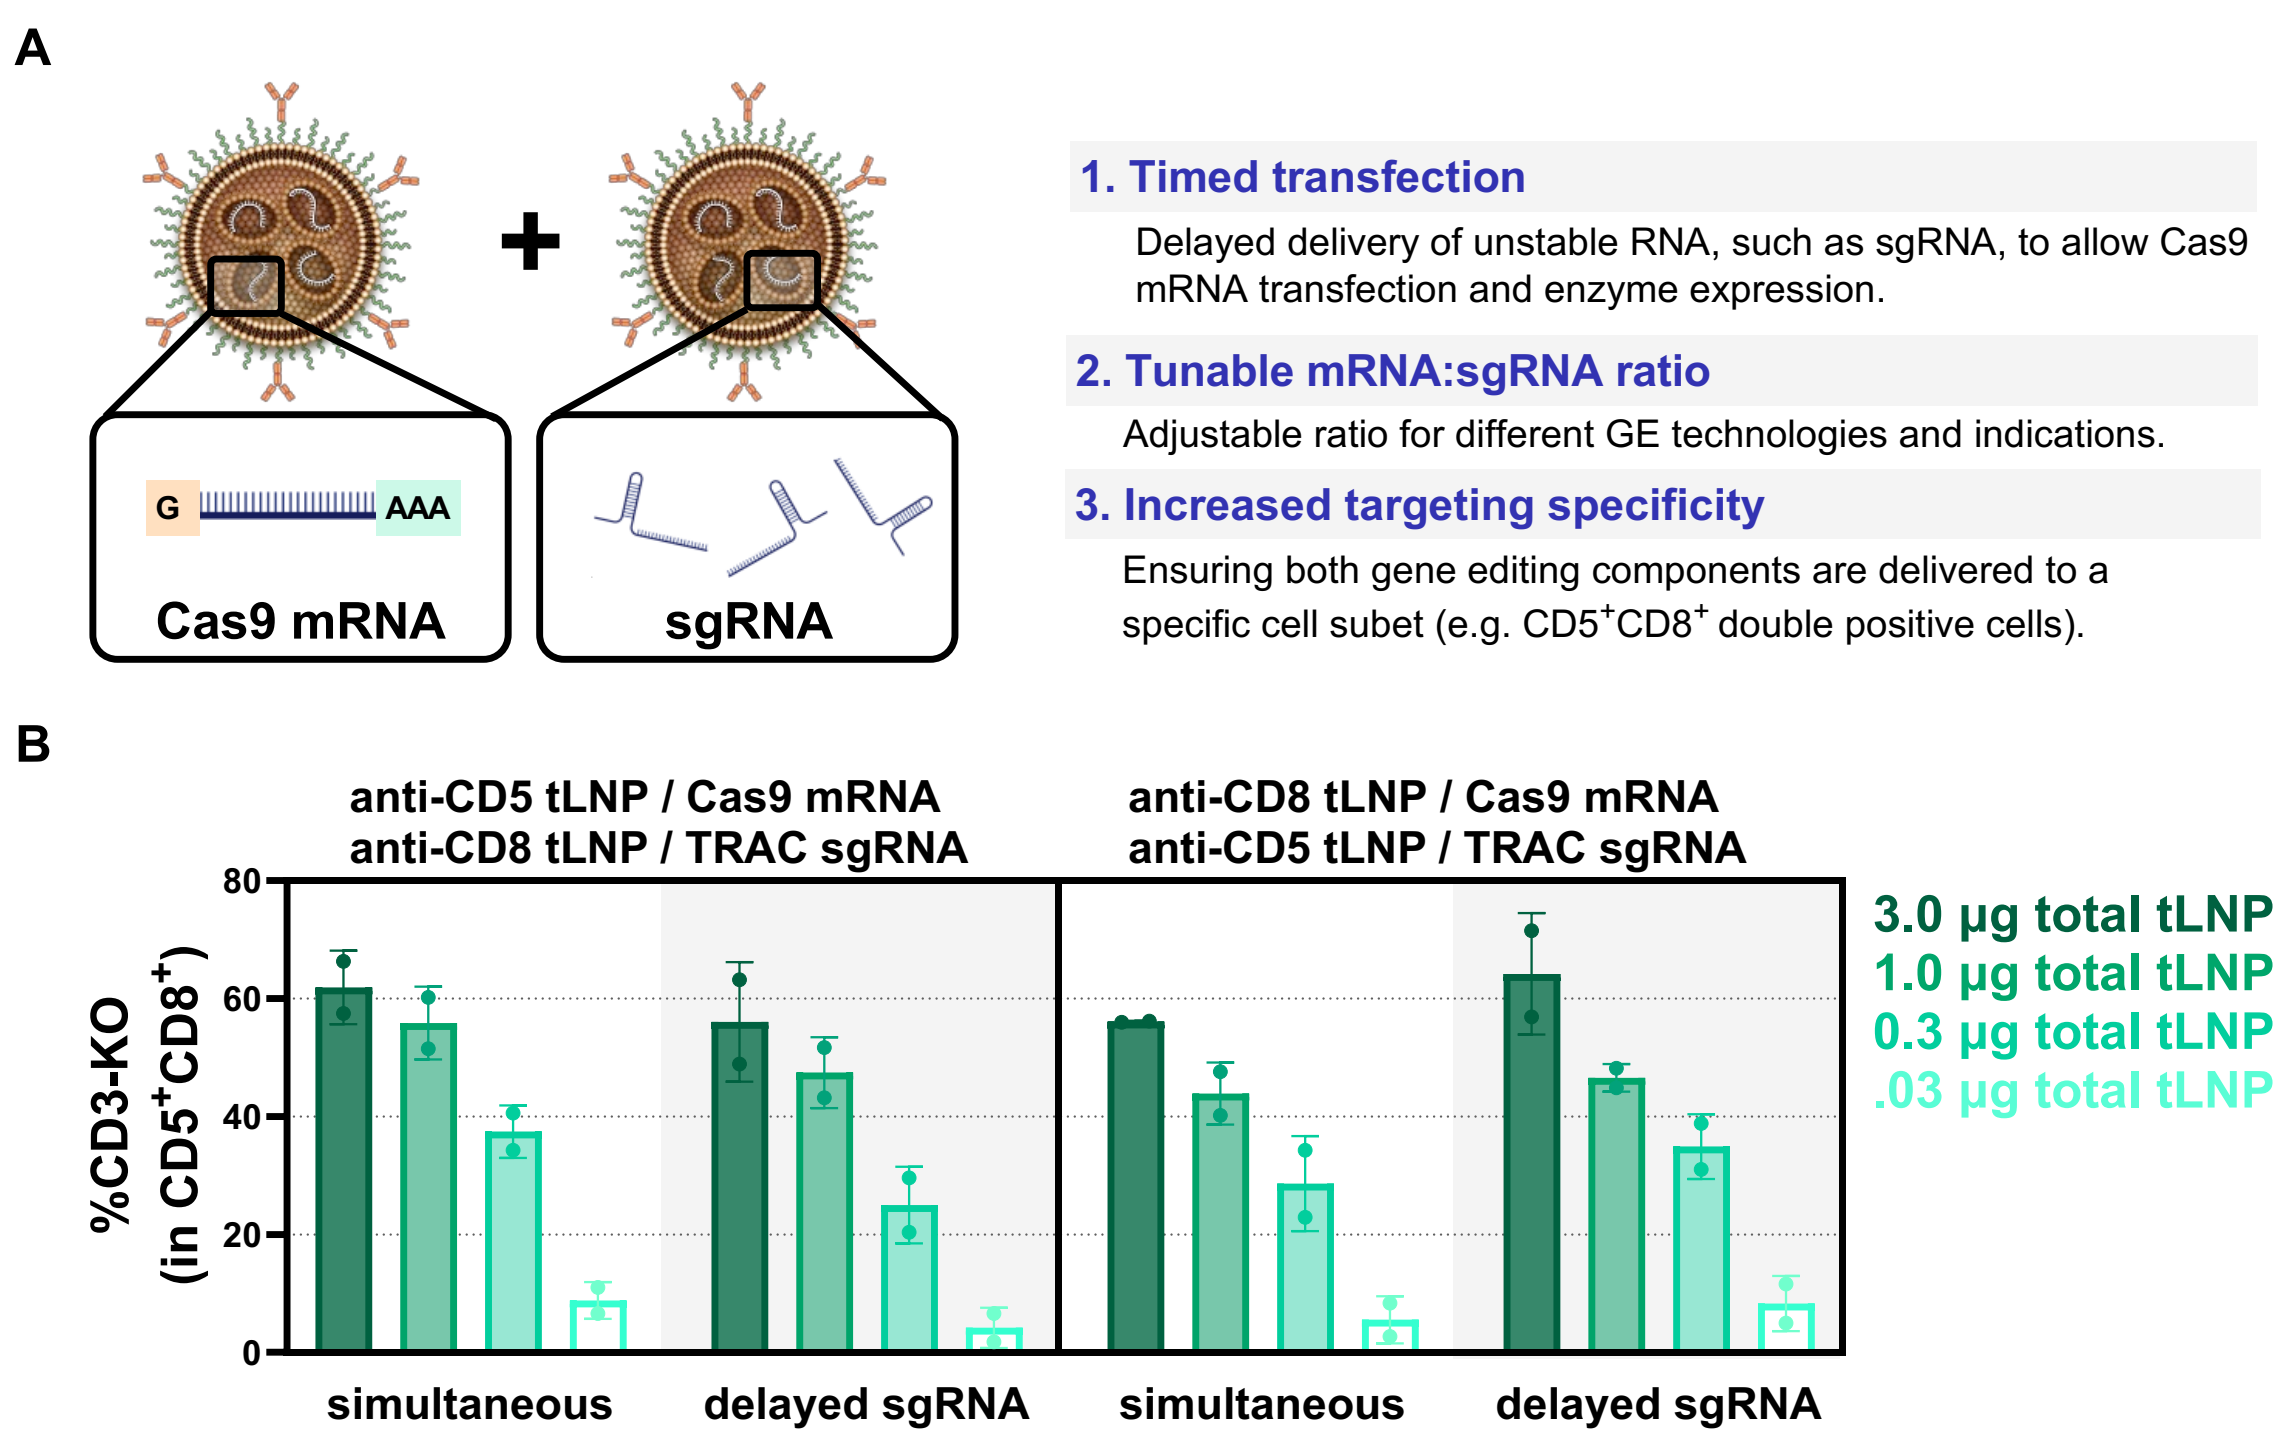 A
G
AAA
Cas9 mRNA
+
sgRNA
1. Timed transfection
Delayed delivery of unstable RNA, such as sgRNA, to allow Cas9
mRNA transfection and enzyme expression.
2. Tunable mRNA:sgRNA ratio
Adjustable ratio for different GE technologies and indications.
3. Increased targeting specificity
Ensuring both gene editing components are delivered to a
specific cell subet (e.g. CD5⁺CD8⁺ double positive cells).
B
anti-CD5 tLNP / Cas9 mRNA
anti-CD8 tLNP / TRAC sgRNA
anti-CD8 tLNP / Cas9 mRNA
anti-CD5 tLNP / TRAC sgRNA
%CD3-KO
(in CD5⁺CD8⁺)
80
60
40
20
0
simultaneous
delayed sgRNA
simultaneous
delayed sgRNA
3.0 µg total tLNP
1.0 µg total tLNP
0.3 µg total tLNP
.03 µg total tLNP